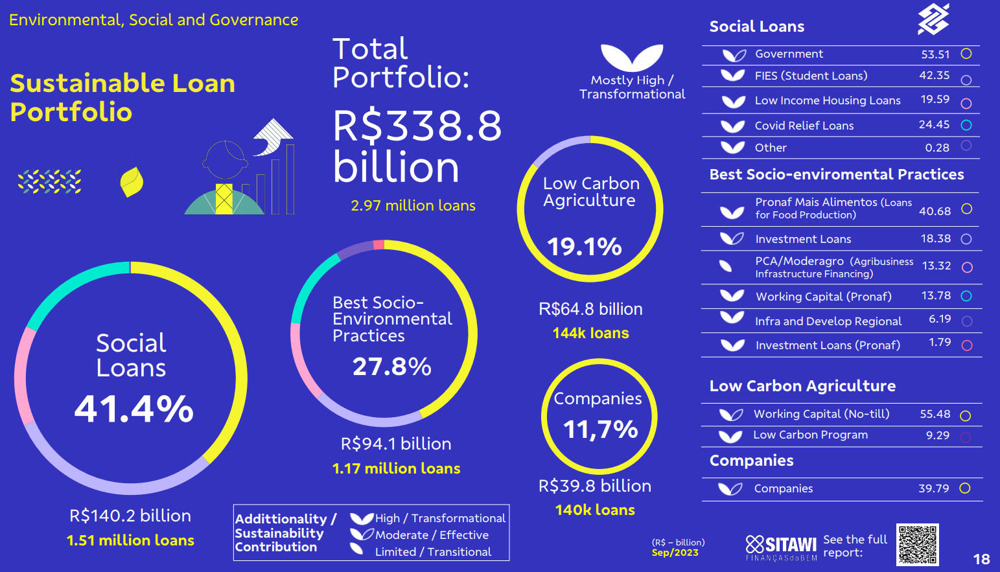 Environmental, Social and Governance
Sustainable Loan
Portfolio
Total
Portfolio:
R$338.8
billion
2.97 million loans
Mostly High /
Transformational
Low Carbon
Agriculture
19.1%
R$64.8 billion
144k loans
Social
Loans
41.4%
R$140.2 billion
1.51 million loans
Best Socio-
Environmental
Practices
27.8%
R$94.1 billion
1.17 million loans
Companies
11,7%
R$39.8 billion
140k loans
Addittionality /
Sustainability
Contribution
High / Transformational
Moderate / Effective
Limited / Transitional
Social Loans
Government 53.51
FIES (Student Loans) 42.35
Low Income Housing Loans 19.59
Covid Relief Loans 24.45
Other 0.28
Best Socio-enviromental Practices
Pronaf Mais Alimentos (Loans
for Food Production) 40.68
Investment Loans 18.38
PCA/Moderagro (Agribusiness
Infrastructure Financing) 13.32
Working Capital (Pronaf) 13.78
Infra and Develop Regional 6.19
Investment Loans (Pronaf) 1.79
Low Carbon Agriculture
Working Capital (No-till) 55.48
Low Carbon Program 9.29
Companies
Companies 39.79
(R$ – billion)
Sep/2023
SITAWI
FINANÇASdoBEM
See the full
report:
18